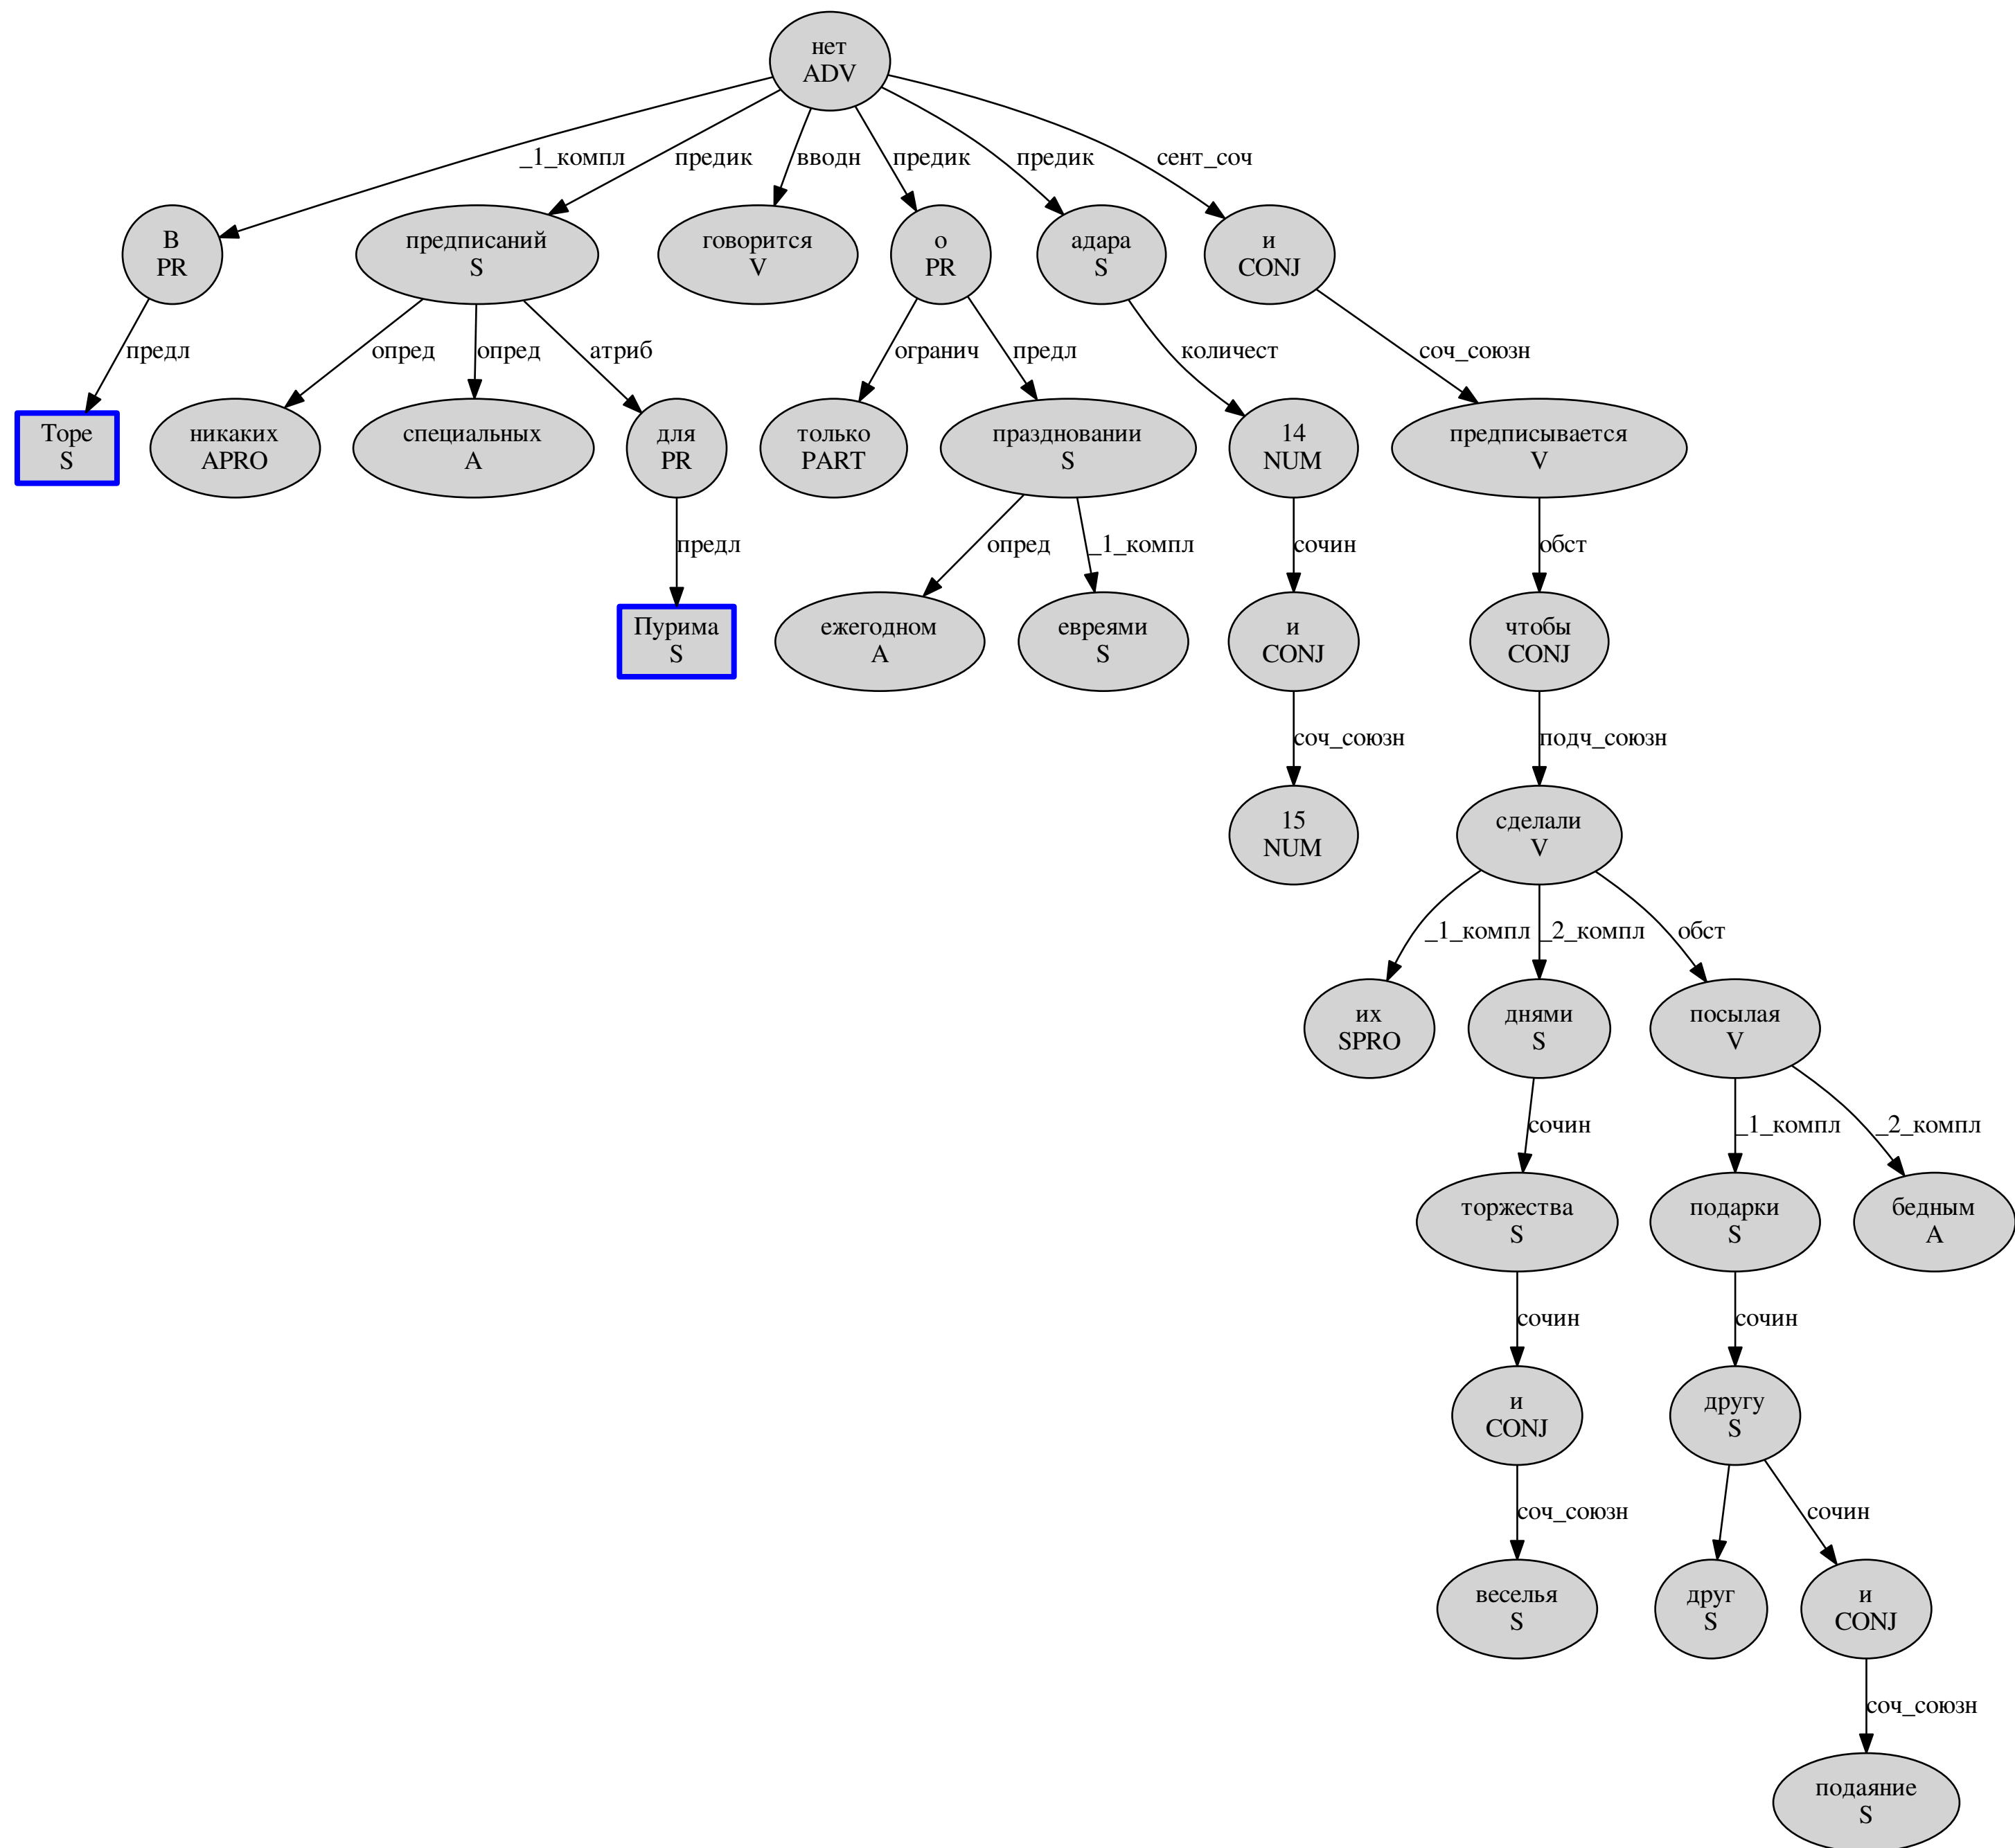 нет
ADV
_1_компл
предик
вводн
предик
предик
сент_соч
В
PR
предписаний
S
говорится
V
о
PR
адара
S
и
CONJ
предл
опред
опред
атриб
огранич
предл
количест
соч_союзн
Торе
S
никаких
APRO
специальных
A
для
PR
только
PART
праздновании
S
14
NUM
предписывается
V
предл
опред
_1_компл
сочин
обст
Пурима
S
ежегодном
A
евреями
S
и
CONJ
чтобы
CONJ
соч_союзн
подч_союзн
15
NUM
сделали
V
_1_компл
_2_компл
обст
их
SPRO
днями
S
посылая
V
сочин
_1_компл
_2_компл
торжества
S
подарки
S
бедным
A
сочин
сочин
и
CONJ
другу
S
соч_союзн
сочин
веселья
S
друг
S
и
CONJ
соч_союзн
подаяние
S